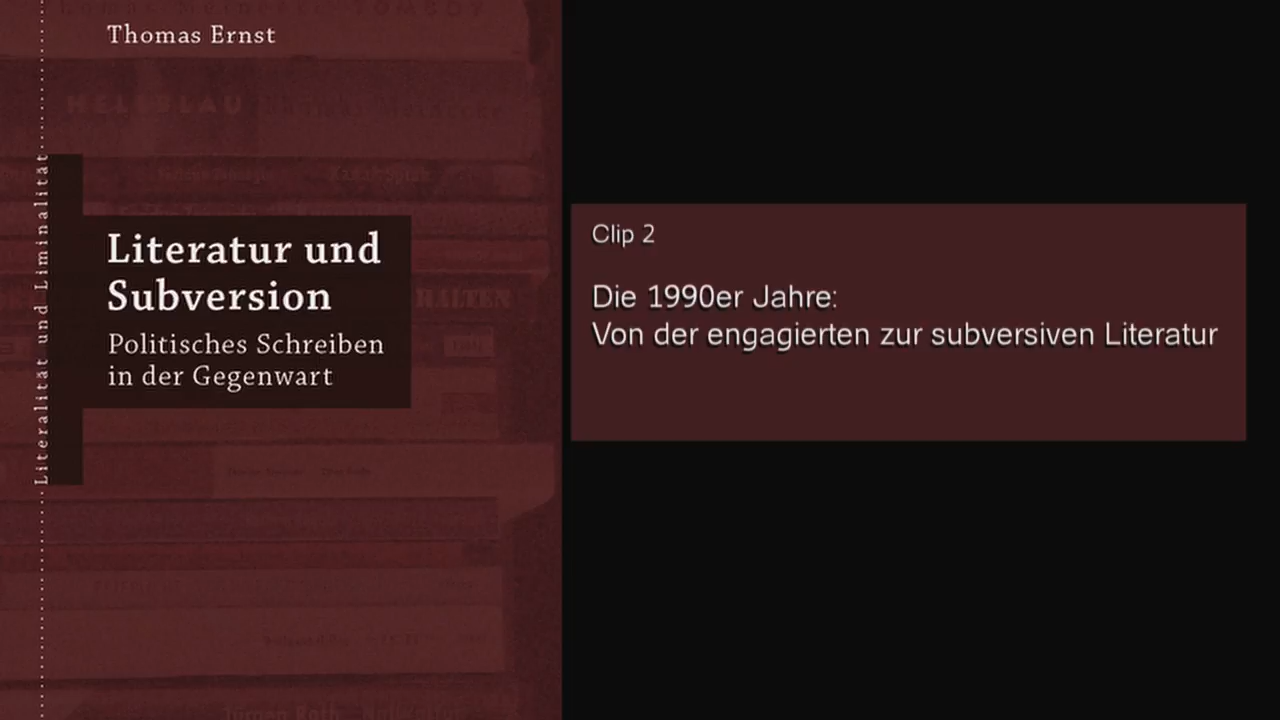 Thomas Ernst
HELLBLAU
Literalität und Liminalität
Literatur und
Subversion
Politisches Schreiben
in der Gegenwart
Clip 2
Die 1990er Jahre:
Von der engagierten zur subversiven Literatur